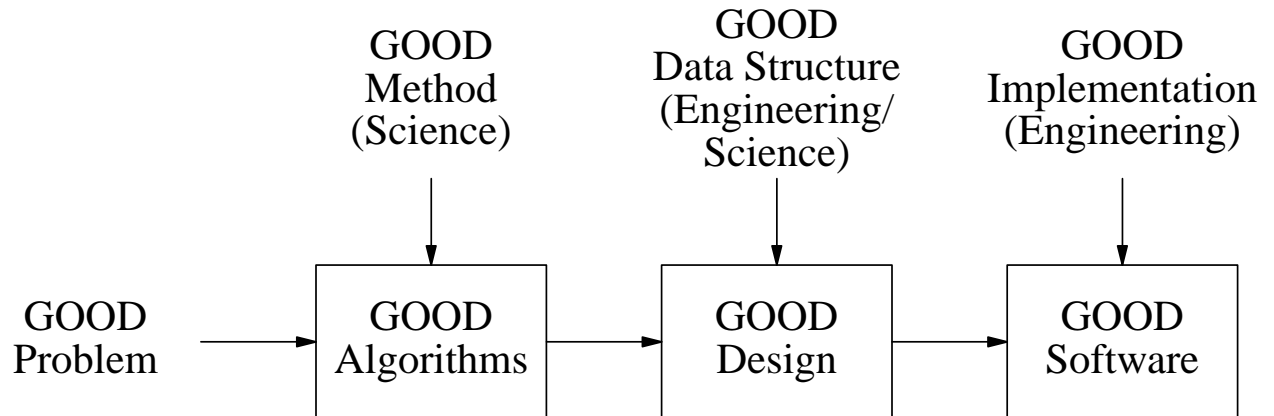 GOOD
Method
(Science)
GOOD
Data Structure
(Engineering/
Science)
GOOD
Implementation
(Engineering)
GOOD
Problem
GOOD
Algorithms
GOOD
Design
GOOD
Software